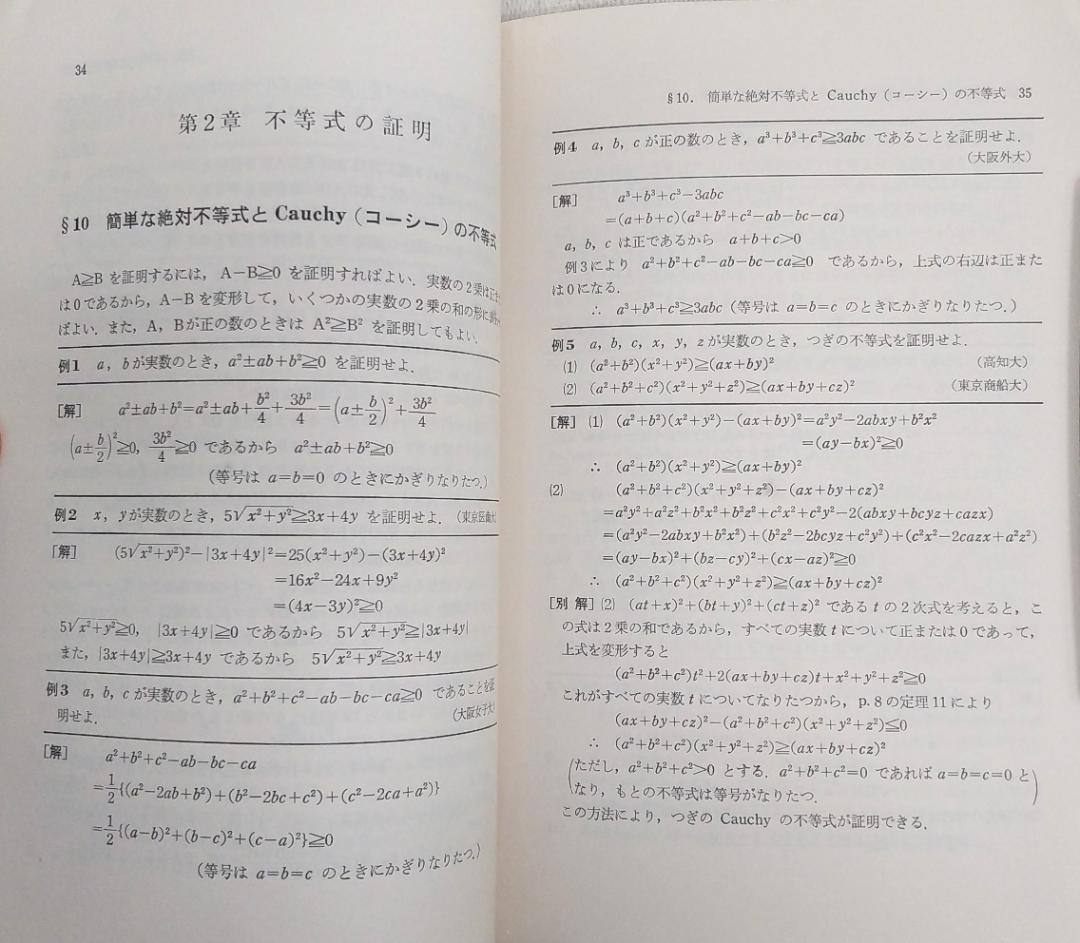 34
第2章 不等式の証明
§10 簡単な絶対不等式と Cauchy（コーシー）の不等式
A≧B を証明するには，A−B≧0 を証明すればよい．実数の2乗は正
は0であるから，A−B を変形して，いくつかの実数の2乗の和の形に
ばよい．また，A，Bが正の数のときは A²≧B² を証明してもよい．
例1 a，bが実数のとき，a²±ab+b²≧0 を証明せよ．
［解］ a²±ab+b²=a²±ab+b²/4+3b²/4=(a±b/2)²+3b²/4
(a±b/2)²≧0，3b²/4≧0 であるから a²±ab+b²≧0
（等号は a=b=0 のときにかぎりなりたつ．）
例2 x，yが実数のとき，5√(x²+y²)≧3x+4y を証明せよ．（東京医歯大
［解］ (5√(x²+y²))²−|3x+4y|²=25(x²+y²)−(3x+4y)²
=16x²−24x+9y²
=(4x−3y)²≧0
5√(x²+y²)≧0，|3x+4y|≧0 であるから 5√(x²+y²)≧|3x+4y|
また，|3x+4y|≧3x+4y であるから 5√(x²+y²)≧3x+4y
例3 a，b，cが実数のとき，a²+b²+c²−ab−bc−ca≧0 であることを証
明せよ．（大阪女子大）
［解］ a²+b²+c²−ab−bc−ca
=1/2{(a²−2ab+b²)+(b²−2bc+c²)+(c²−2ca+a²)}
=1/2{(a−b)²+(b−c)²+(c−a)²}≧0
（等号は a=b=c のときにかぎりなりたつ．）
§10． 簡単な絶対不等式と Cauchy（コーシー）の不等式 35
例4 a，b，cが正の数のとき，a³+b³+c³≧3abc であることを証明せよ．
（大阪外大）
［解］ a³+b³+c³−3abc
=(a+b+c)(a²+b²+c²−ab−bc−ca)
a，b，c は正であるから a+b+c>0
例3により a²+b²+c²−ab−bc−ca≧0 であるから，上式の右辺は正また
は0になる．
∴ a³+b³+c³≧3abc（等号は a=b=c のときにかぎりなりたつ．）
例5 a，b，c，x，y，zが実数のとき，つぎの不等式を証明せよ．
(1) (a²+b²)(x²+y²)≧(ax+by)² （高知大）
(2) (a²+b²+c²)(x²+y²+z²)≧(ax+by+cz)² （東京商船大）
［解］ (1) (a²+b²)(x²+y²)−(ax+by)²=a²y²−2abxy+b²x²
=(ay−bx)²≧0
∴ (a²+b²)(x²+y²)≧(ax+by)²
(2) (a²+b²+c²)(x²+y²+z²)−(ax+by+cz)²
=a²y²+a²z²+b²x²+b²z²+c²x²+c²y²−2(abxy+bcyz+cazx)
=(a²y²−2abxy+b²x²)+(b²z²−2bcyz+c²y²)+(c²x²−2cazx+a²z²)
=(ay−bx)²+(bz−cy)²+(cx−az)²≧0
∴ (a²+b²+c²)(x²+y²+z²)≧(ax+by+cz)²
［別解］(2) (at+x)²+(bt+y)²+(ct+z)² である t の2次式を考えると，こ
の式は2乗の和であるから，すべての実数 t について正または0であって，
上式を変形すると
(a²+b²+c²)t²+2(ax+by+cz)t+x²+y²+z²≧0
これがすべての実数 t についてなりたつから，p.8の定理11により
(ax+by+cz)²−(a²+b²+c²)(x²+y²+z²)≦0
∴ (a²+b²+c²)(x²+y²+z²)≧(ax+by+cz)²
（ただし，a²+b²+c²>0 とする．a²+b²+c²=0 であれば a=b=c=0 と
なり，もとの不等式は等号がなりたつ．）
この方法により，つぎの Cauchy の不等式が証明できる．